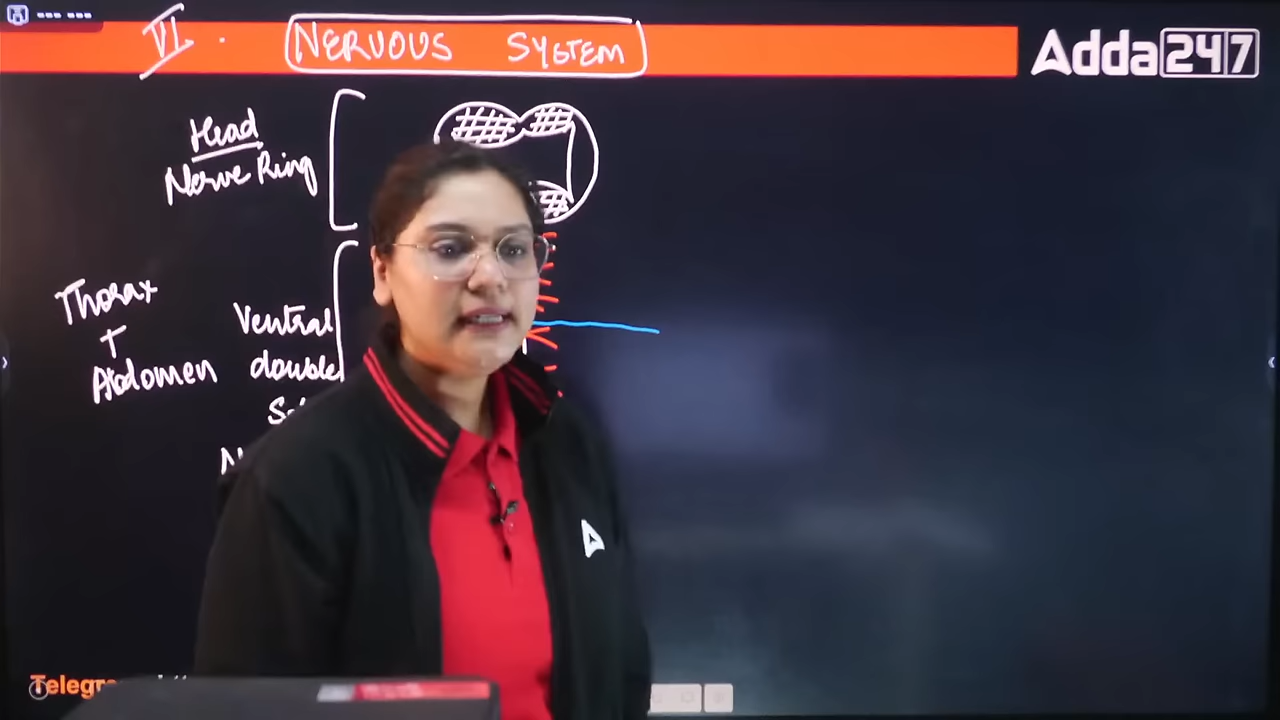 VI. NERVOUS SYSTEM
Adda247
Head
Nerve Ring
Thorax
+
Abdomen
Ventral
double